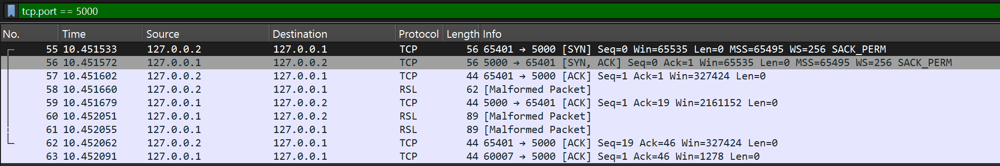 tcp.port == 5000
No. Time Source Destination Protocol Length Info
55 10.451533 127.0.0.2 127.0.0.1 TCP 56 65401 → 5000 [SYN] Seq=0 Win=65535 Len=0 MSS=65495 WS=256 SACK_PERM
56 10.451572 127.0.0.1 127.0.0.2 TCP 56 5000 → 65401 [SYN, ACK] Seq=0 Ack=1 Win=65535 Len=0 MSS=65495 WS=256 SACK_PERM
57 10.451602 127.0.0.2 127.0.0.1 TCP 44 65401 → 5000 [ACK] Seq=1 Ack=1 Win=327424 Len=0
58 10.451660 127.0.0.2 127.0.0.1 RSL 62 [Malformed Packet]
59 10.451679 127.0.0.1 127.0.0.2 TCP 44 5000 → 65401 [ACK] Seq=1 Ack=19 Win=2161152 Len=0
60 10.452051 127.0.0.1 127.0.0.2 RSL 89 [Malformed Packet]
61 10.452055 127.0.0.1 127.0.0.1 RSL 89 [Malformed Packet]
62 10.452062 127.0.0.2 127.0.0.1 TCP 44 65401 → 5000 [ACK] Seq=19 Ack=46 Win=327424 Len=0
63 10.452091 127.0.0.1 127.0.0.1 TCP 44 60007 → 5000 [ACK] Seq=1 Ack=46 Win=1278 Len=0